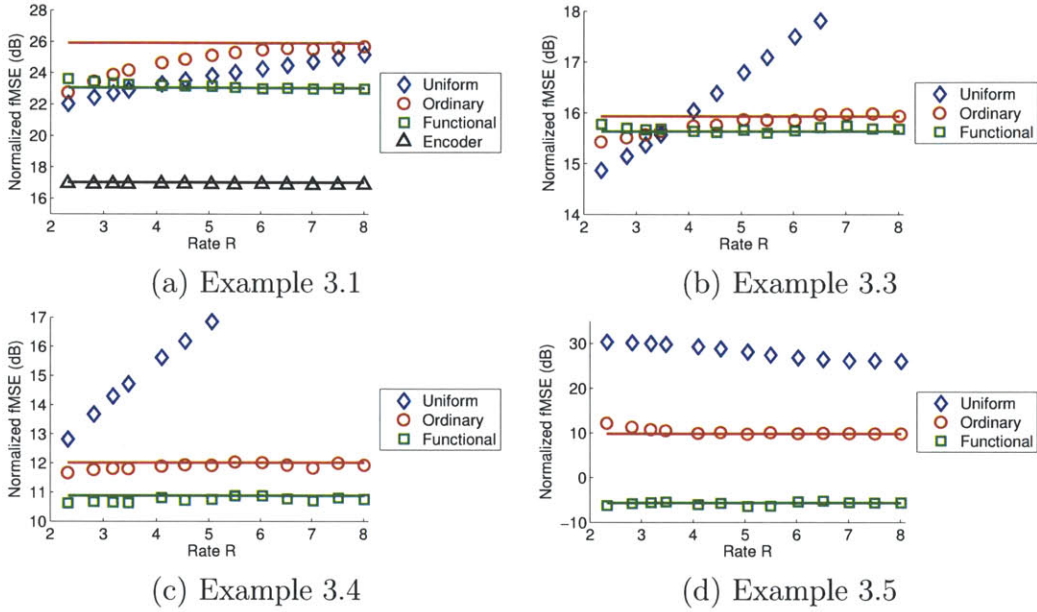 28
26
24
22
20
18
16
Normalized fMSE (dB)
2 3 4 5 6 7 8
Rate R
Uniform
Ordinary
Functional
Encoder
(a) Example 3.1
18
17
16
15
14
Normalized fMSE (dB)
2 3 4 5 6 7 8
Rate R
Uniform
Ordinary
Functional
(b) Example 3.3
17
16
15
14
13
12
11
10
Normalized fMSE (dB)
2 3 4 5 6 7 8
Rate R
Uniform
Ordinary
Functional
(c) Example 3.4
30
20
10
0
−10
Normalized fMSE (dB)
2 3 4 5 6 7 8
Rate R
Uniform
Ordinary
Functional
(d) Example 3.5